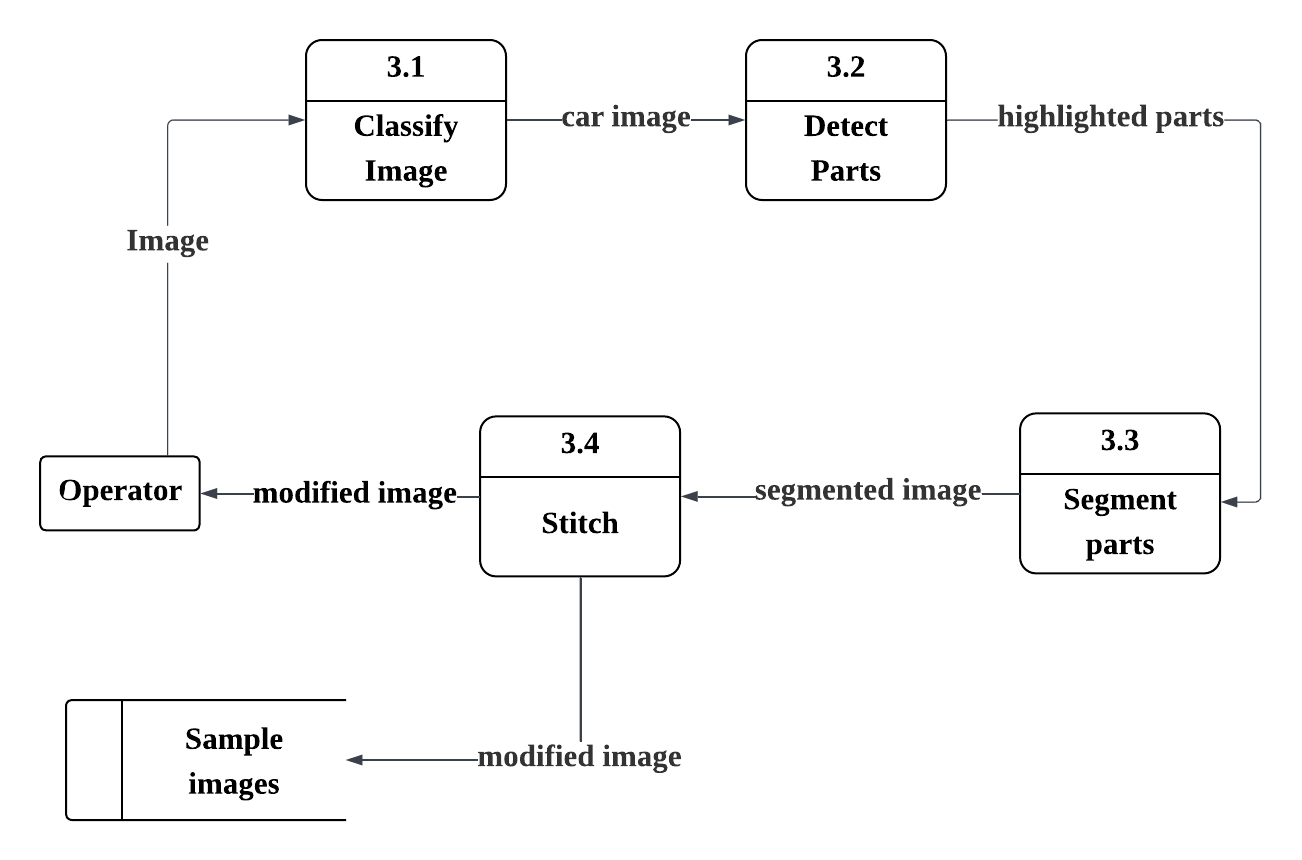 3.1
Classify
Image
car image
3.2
Detect
Parts
highlighted parts
Image
Operator
modified image
3.4
Stitch
segmented image
3.3
Segment
parts
Sample
images
modified image